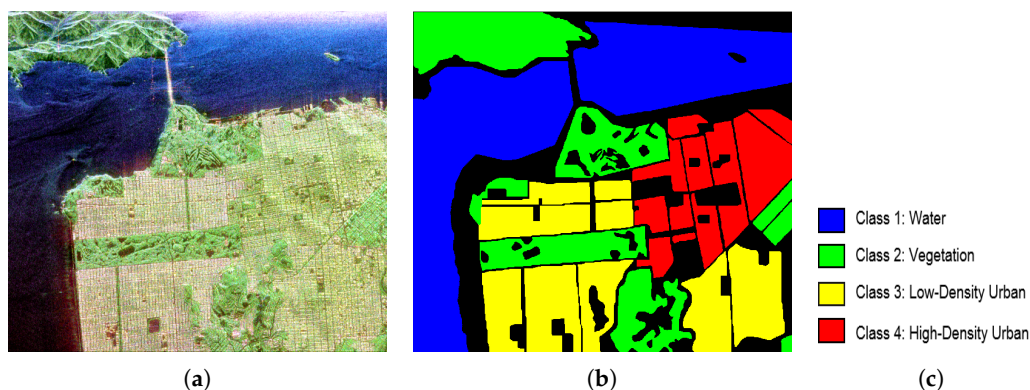 Class 1: Water
Class 2: Vegetation
Class 3: Low-Density Urban
Class 4: High-Density Urban
(a)
(b)
(c)